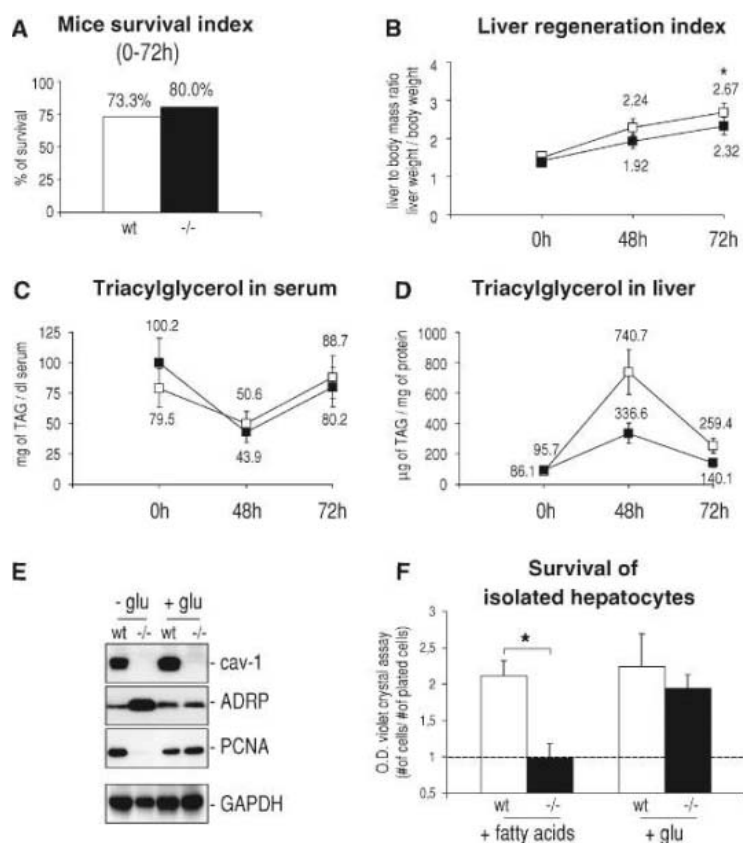 A
Mice survival index
(0-72h)
% of survival
100
75
50
25
0
73.3%
80.0%
wt
-/-
B
Liver regeneration index
liver to body mass ratio
liver weight / body weight
4
3
2
1
0
*
2.67
2.24
1.92
2.32
0h
48h
72h
C
Triacylglycerol in serum
mg of TAG / dl serum
125
100
75
50
25
0
100.2
88.7
50.6
79.5
43.9
80.2
0h
48h
72h
D
Triacylglycerol in liver
µg of TAG / mg of protein
1000
800
600
400
200
0
740.7
336.6
259.4
95.7
86.1
140.1
0h
48h
72h
E
- glu
+ glu
wt -/- wt -/-
- cav-1
- ADRP
- PCNA
- GAPDH
F
Survival of
isolated hepatocytes
O.D. violet crystal assay
(#of cells/ #of plated cells)
3
2.5
2
1.5
1
0.5
*
wt -/- wt -/-
+ fatty acids
+ glu